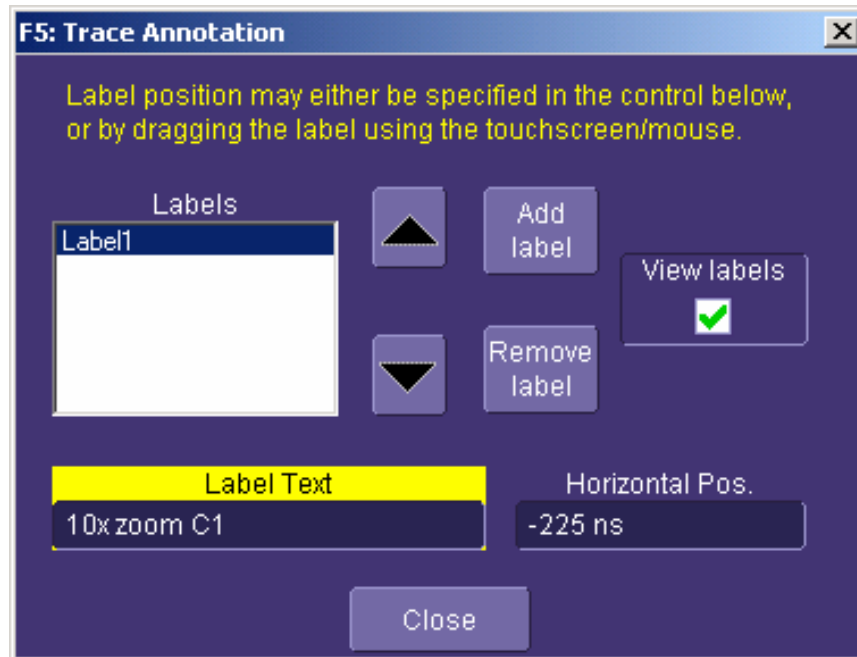 F5: Trace Annotation
Label position may either be specified in the control below,
or by dragging the label using the touchscreen/mouse.
Labels
Label1
Add
label
View labels
Remove
label
Label Text
10x zoom C1
Horizontal Pos.
-225 ns
Close